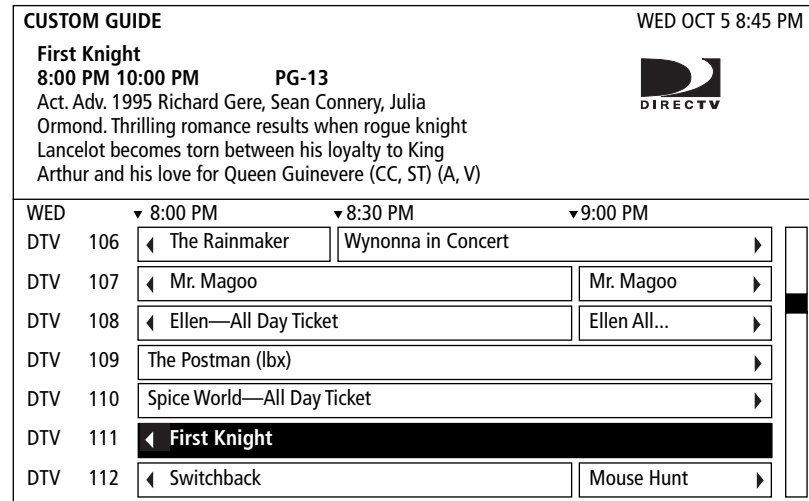 CUSTOM GUIDE WED OCT 5 8:45 PM
First Knight
8:00 PM 10:00 PM PG-13
Act. Adv. 1995 Richard Gere, Sean Connery, Julia
Ormond. Thrilling romance results when rogue knight
Lancelot becomes torn between his loyalty to King
Arthur and his love for Queen Guinevere (CC, ST) (A, V)
DIRECTV
WED 8:00 PM 8:30 PM 9:00 PM
DTV 106 The Rainmaker Wynonna in Concert
DTV 107 Mr. Magoo Mr. Magoo
DTV 108 Ellen—All Day Ticket Ellen All...
DTV 109 The Postman (lbx)
DTV 110 Spice World—All Day Ticket
DTV 111 First Knight
DTV 112 Switchback Mouse Hunt